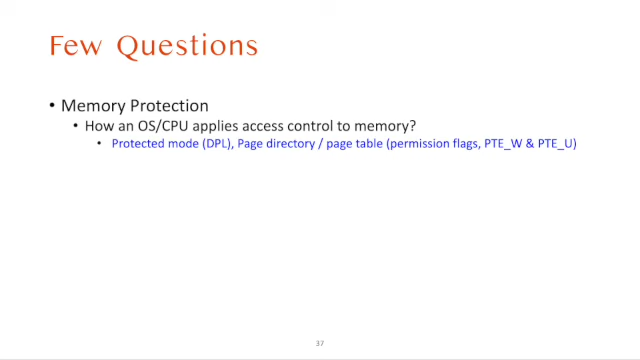 Few Questions
• Memory Protection
• How an OS/CPU applies access control to memory?
• Protected mode (DPL), Page directory / page table (permission flags, PTE_W & PTE_U)
37